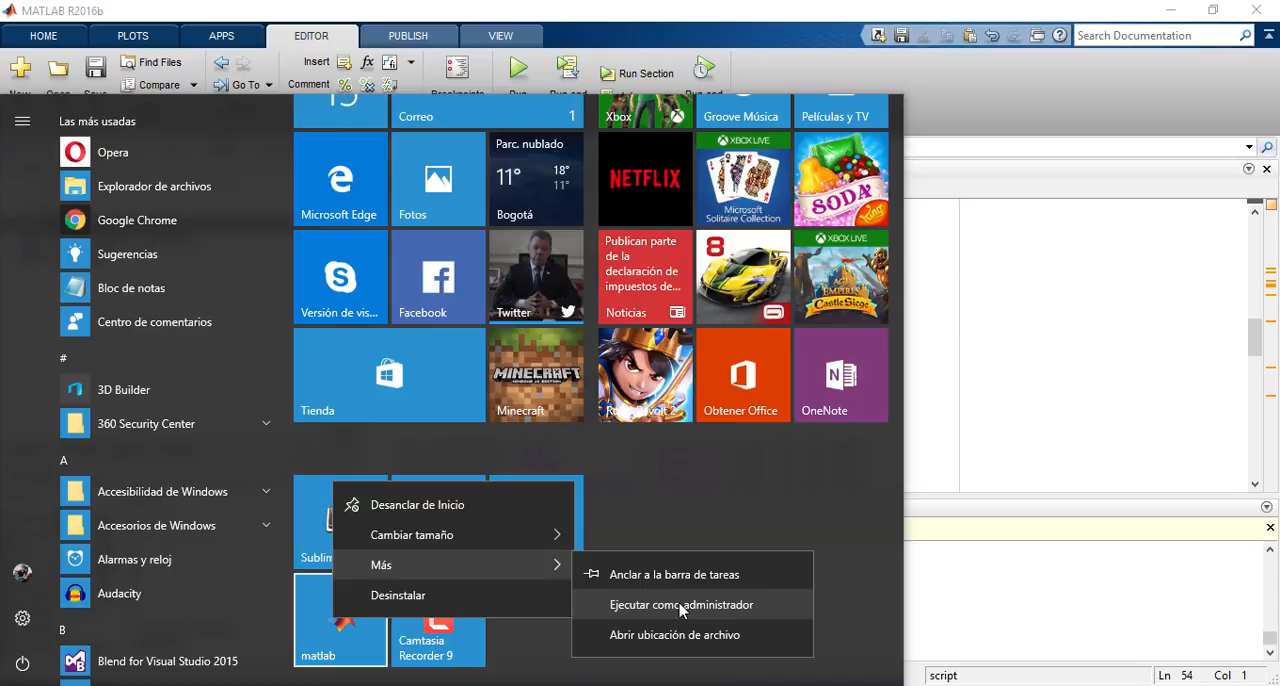 MATLAB R2016b
HOME
PLOTS
APPS
EDITOR
PUBLISH
VIEW
Search Documentation
Find Files
Insert
fx
Compare
Go To
Comment
Run Section
Las más usadas
Opera
Explorador de archivos
Google Chrome
Sugerencias
Bloc de notas
Centro de comentarios
#
3D Builder
360 Security Center
A
Accesibilidad de Windows
Accesorios de Windows
Alarmas y reloj
Audacity
B
Blend for Visual Studio 2015
Correo
1
Xbox
Groove Música
Películas y TV
Microsoft Edge
Fotos
Parc. nublado
11°
18°
11°
Bogotá
NETFLIX
XBOX LIVE
Microsoft
Solitaire Collection
SODA
King
Versión de vis...
Facebook
Twitter
Publican parte
de la
declaración de
impuestos de...
Noticias
8
XBOX LIVE
AGE
EMPIRES
CASTLE SIEGE
Tienda
MINECRAFT
Minecraft
Obtener Office
OneNote
Desanclar de Inicio
Cambiar tamaño
Más
Desinstalar
Anclar a la barra de tareas
Ejecutar como administrador
Abrir ubicación de archivo
matlab
Camtasia
Recorder 9
script
Ln 54 Col 1